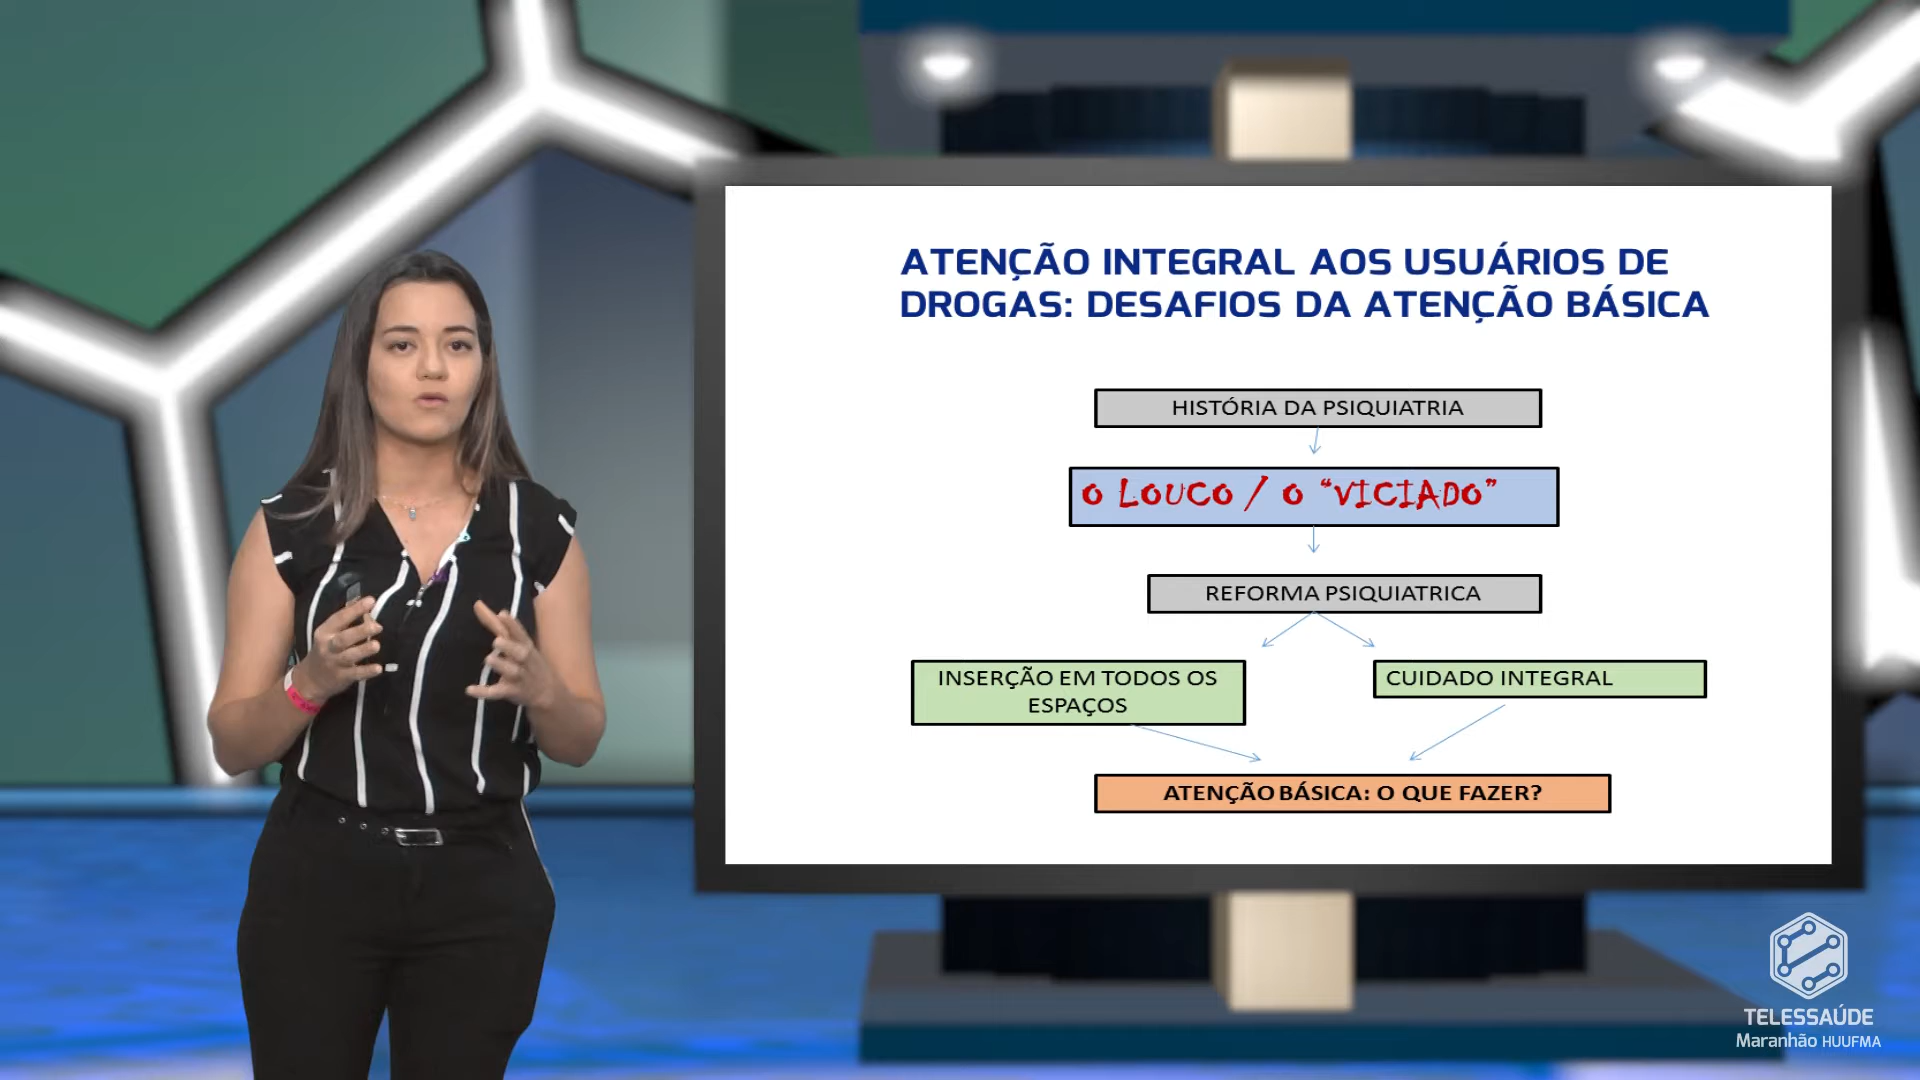 ATENÇÃO INTEGRAL AOS USUÁRIOS DE
DROGAS: DESAFIOS DA ATENÇÃO BÁSICA
HISTÓRIA DA PSIQUIATRIA
O LOUCO / O “VICIADO”
REFORMA PSIQUIATRICA
INSERÇÃO EM TODOS OS
ESPAÇOS
CUIDADO INTEGRAL
ATENÇÃO BÁSICA: O QUE FAZER?
TELESSAÚDE
Maranhão HUUFMA